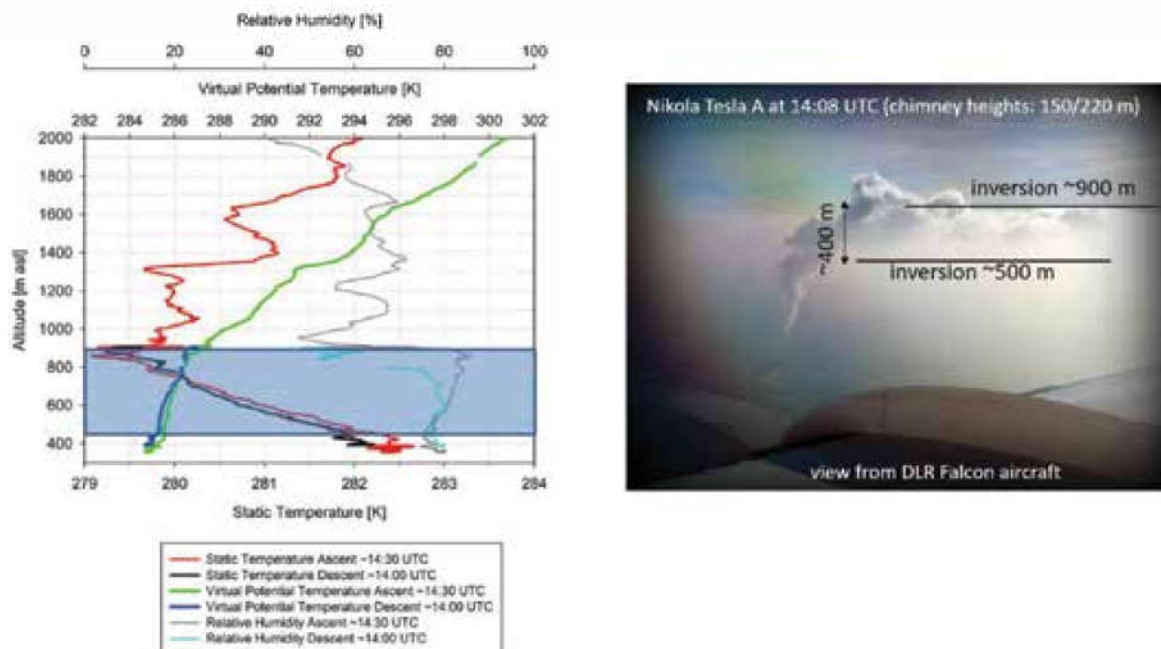 Relative Humidity [%]
0 20 40 60 80 100
Virtual Potential Temperature [K]
282 284 286 288 290 292 294 296 298 300 302
2000
1800
1600
1400
1200
1000
800
600
400
Altitude [m asl]
279 280 281 282 283 284
Static Temperature [K]
Static Temperature Ascent ~14:30 UTC
Static Temperature Descent ~14:00 UTC
Virtual Potential Temperature Ascent ~14:30 UTC
Virtual Potential Temperature Descent ~14:00 UTC
Relative Humidity Ascent ~14:30 UTC
Relative Humidity Descent ~14:00 UTC
Nikola Tesla A at 14:08 UTC (chimney heights: 150/220 m)
inversion ~900 m
~400 m
inversion ~500 m
view from DLR Falcon aircraft